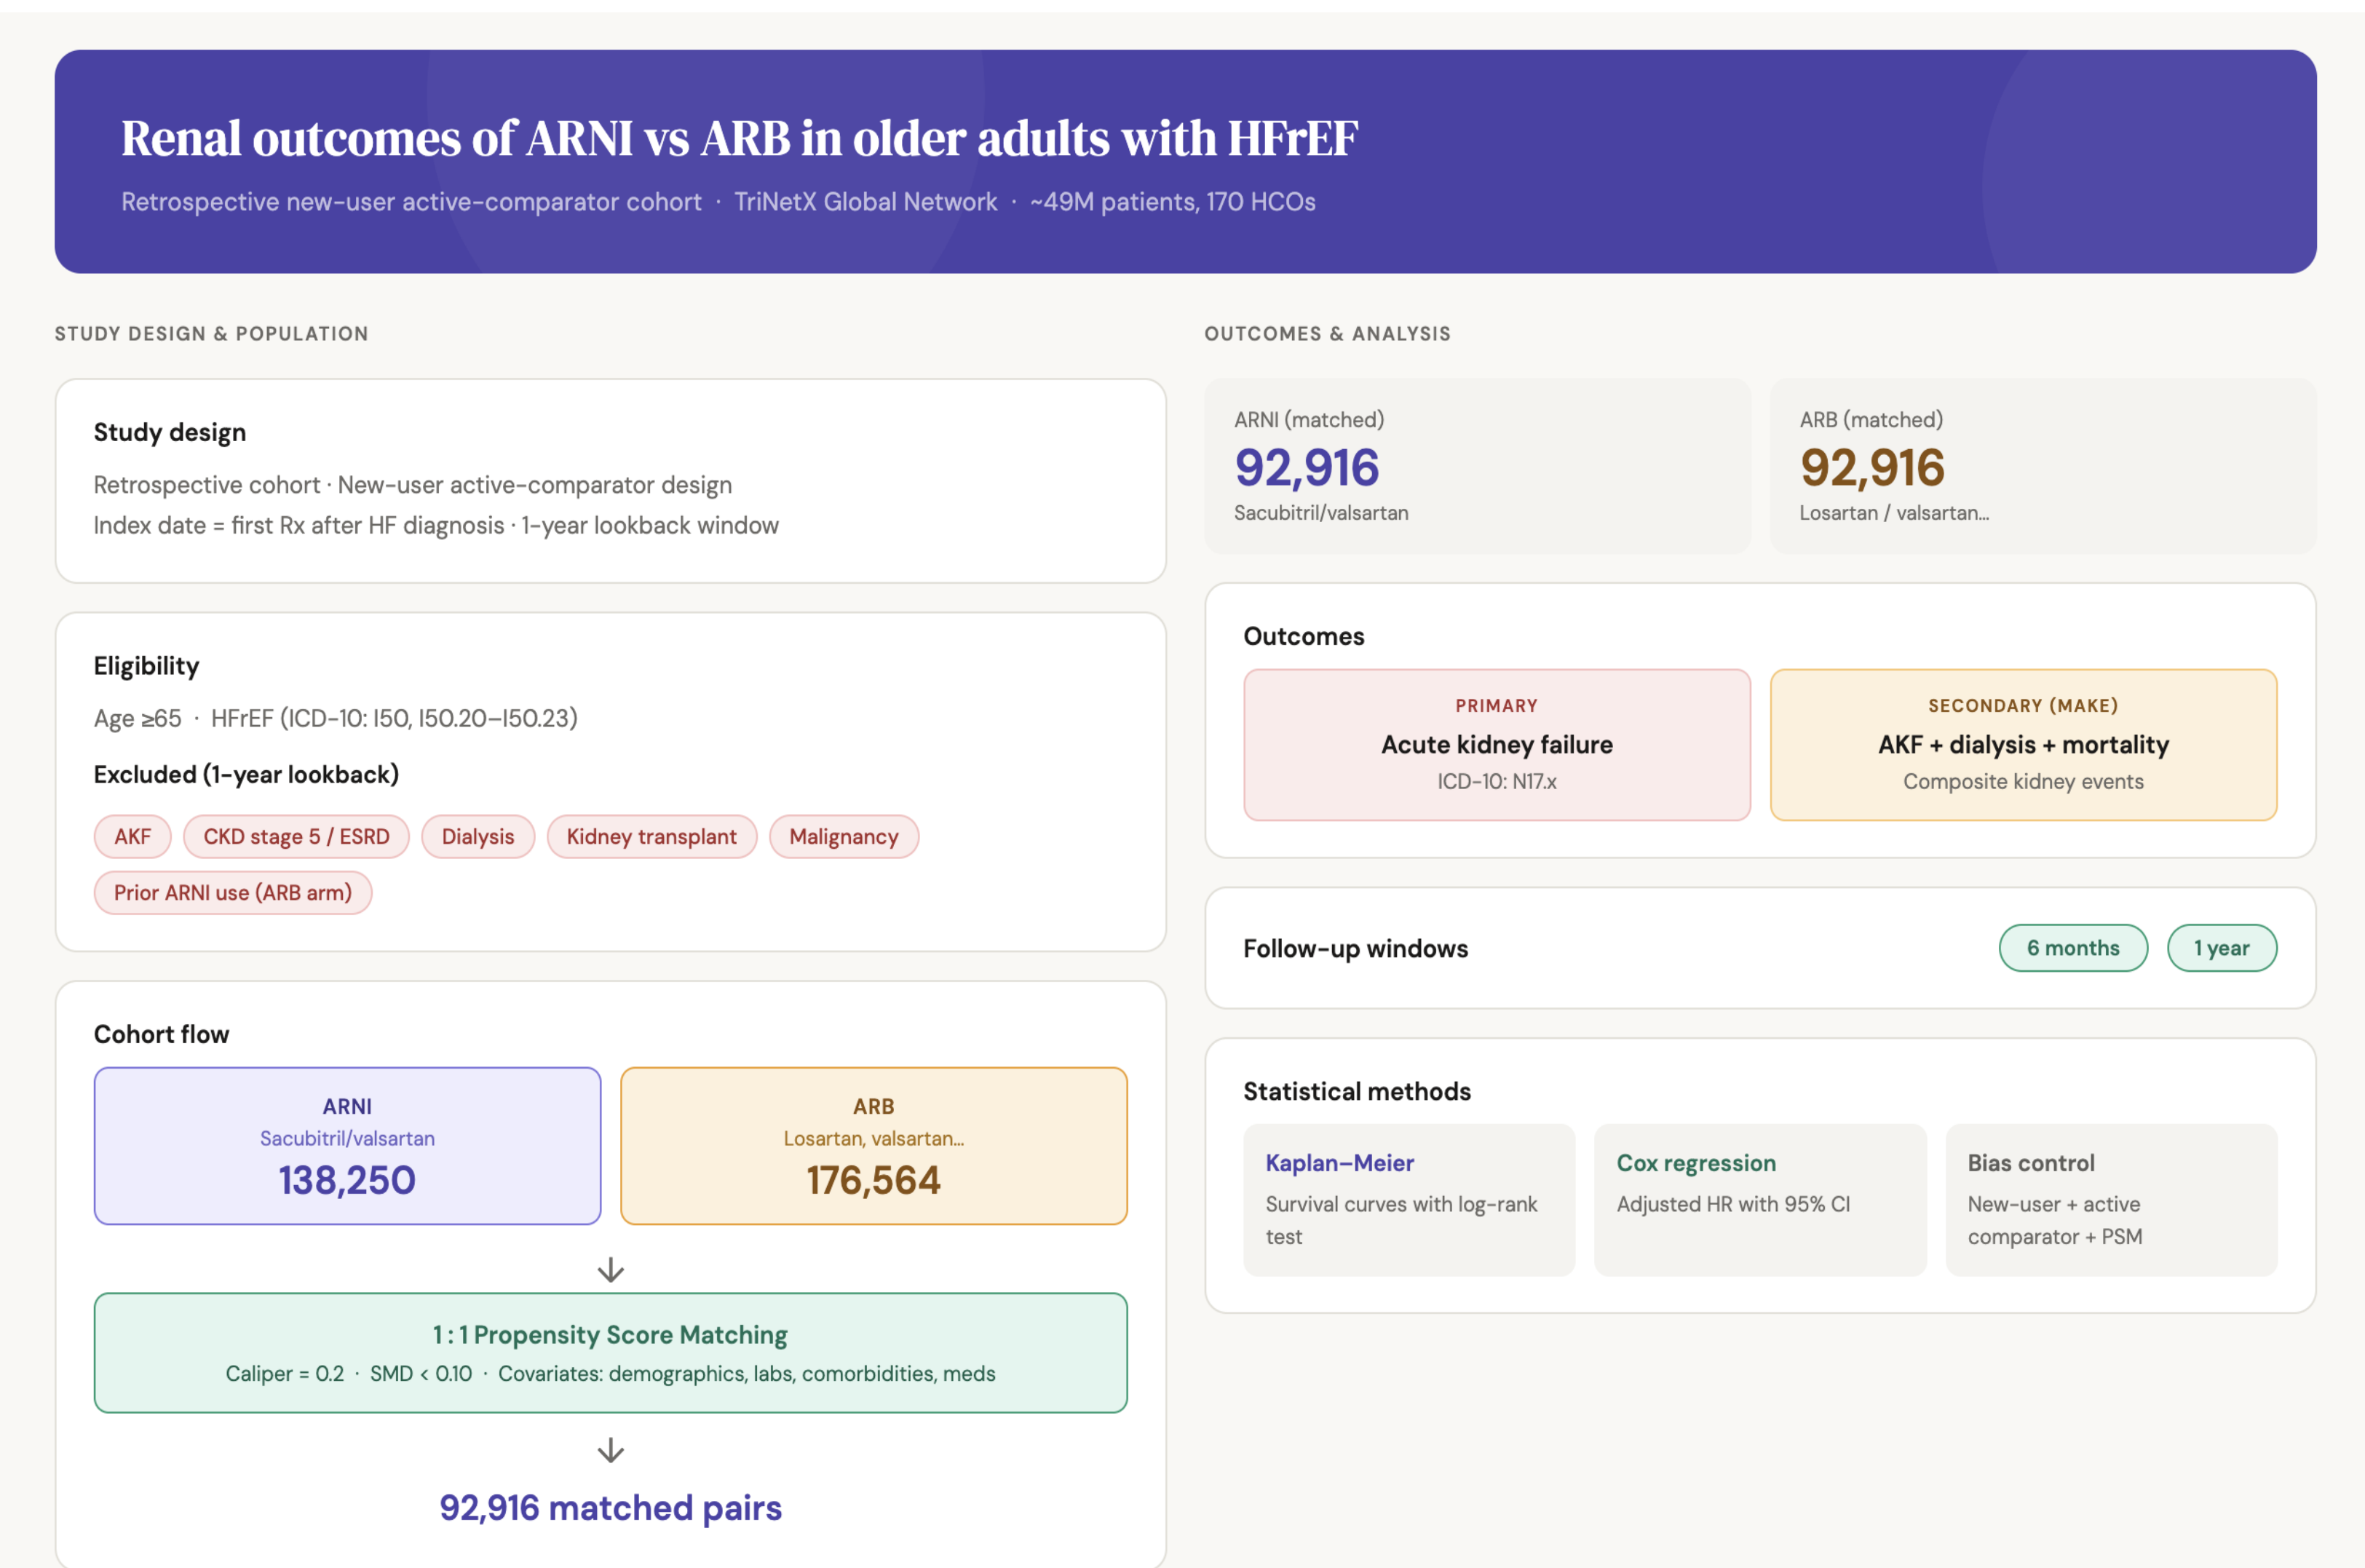 Renal outcomes of ARNI vs ARB in older adults with HFrEF
Retrospective new-user active-comparator cohort · TriNetX Global Network · ~49M patients, 170 HCOs
STUDY DESIGN & POPULATION
Study design
Retrospective cohort · New-user active-comparator design
Index date = first Rx after HF diagnosis · 1-year lookback window
Eligibility
Age ≥65 · HFrEF (ICD-10: I50, I50.20–I50.23)
Excluded (1-year lookback)
AKF CKD stage 5 / ESRD Dialysis Kidney transplant Malignancy
Prior ARNI use (ARB arm)
Cohort flow
ARNI
Sacubitril/valsartan
138,250
ARB
Losartan, valsartan...
176,564
↓
1 : 1 Propensity Score Matching
Caliper = 0.2 · SMD < 0.10 · Covariates: demographics, labs, comorbidities, meds
↓
92,916 matched pairs
OUTCOMES & ANALYSIS
ARNI (matched)
92,916
Sacubitril/valsartan
ARB (matched)
92,916
Losartan / valsartan...
Outcomes
PRIMARY
Acute kidney failure
ICD-10: N17.x
SECONDARY (MAKE)
AKF + dialysis + mortality
Composite kidney events
Follow-up windows
6 months 1 year
Statistical methods
Kaplan–Meier
Survival curves with log-rank
test
Cox regression
Adjusted HR with 95% CI
Bias control
New-user + active
comparator + PSM